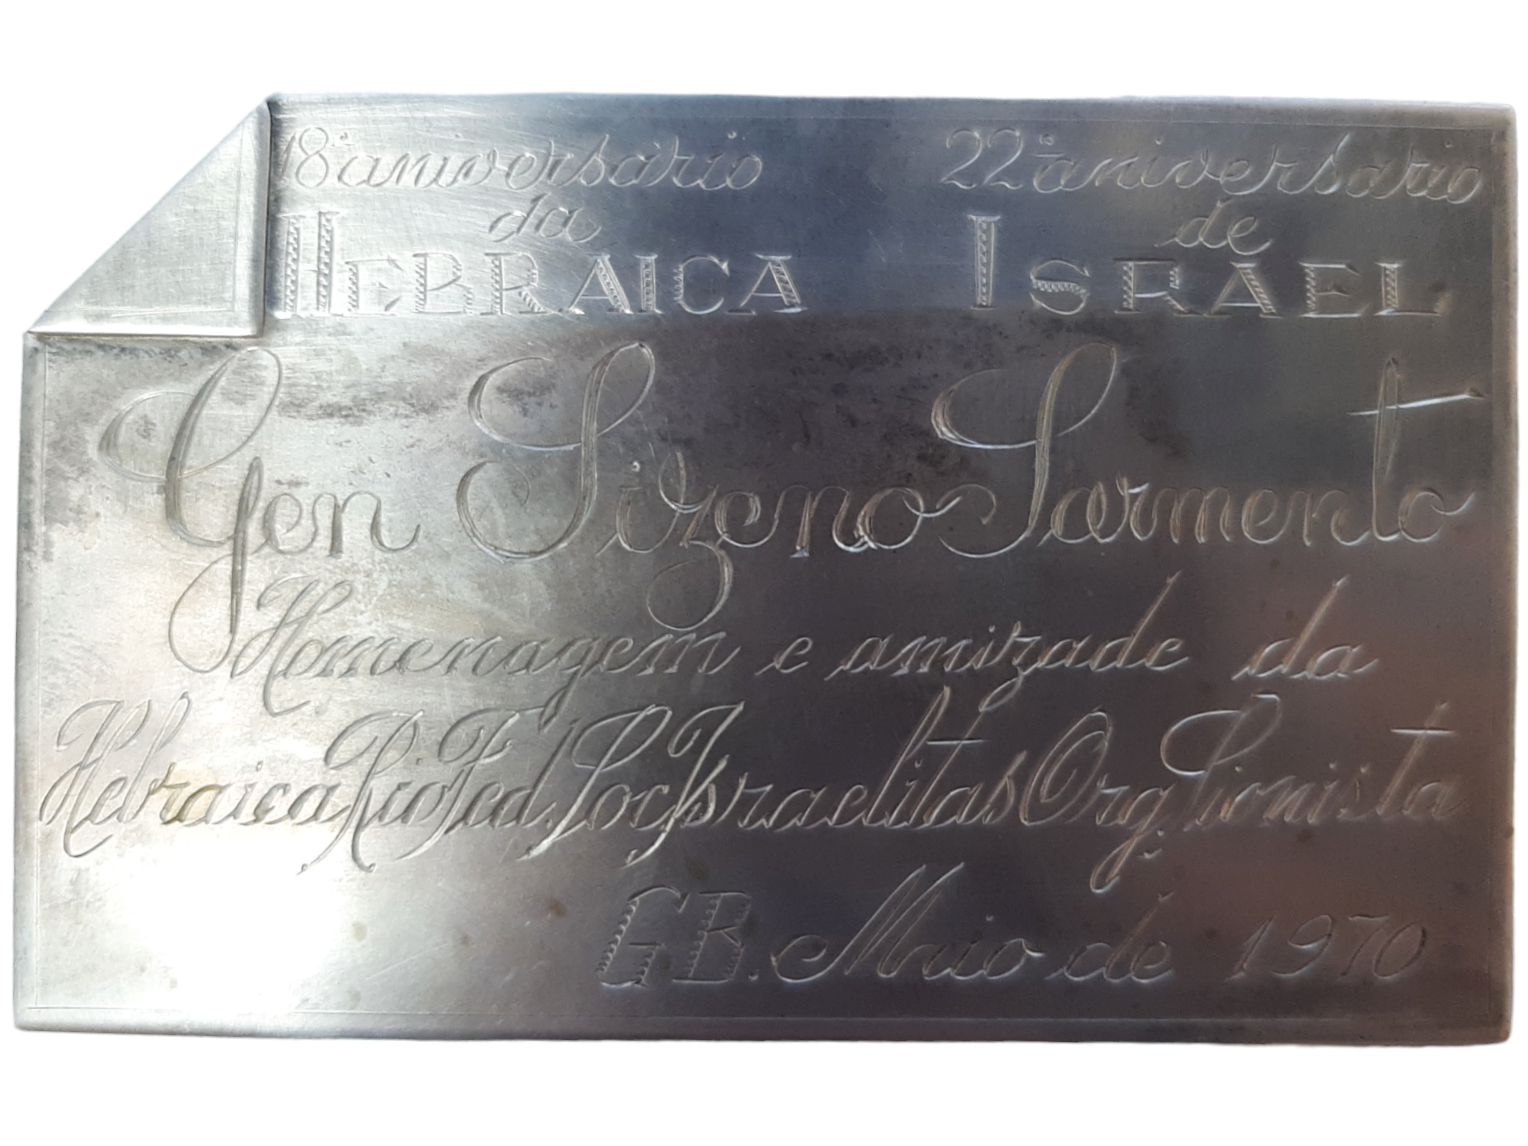 18º aniversário
da
HEBRAICA
22º aniversário
de
ISRAEL
Gen Sizeno Sarmento
Homenagem e amizade da
Hebraica Rio Fed. Soc Israelitas Org. Sionista
GB. Maio de 1970